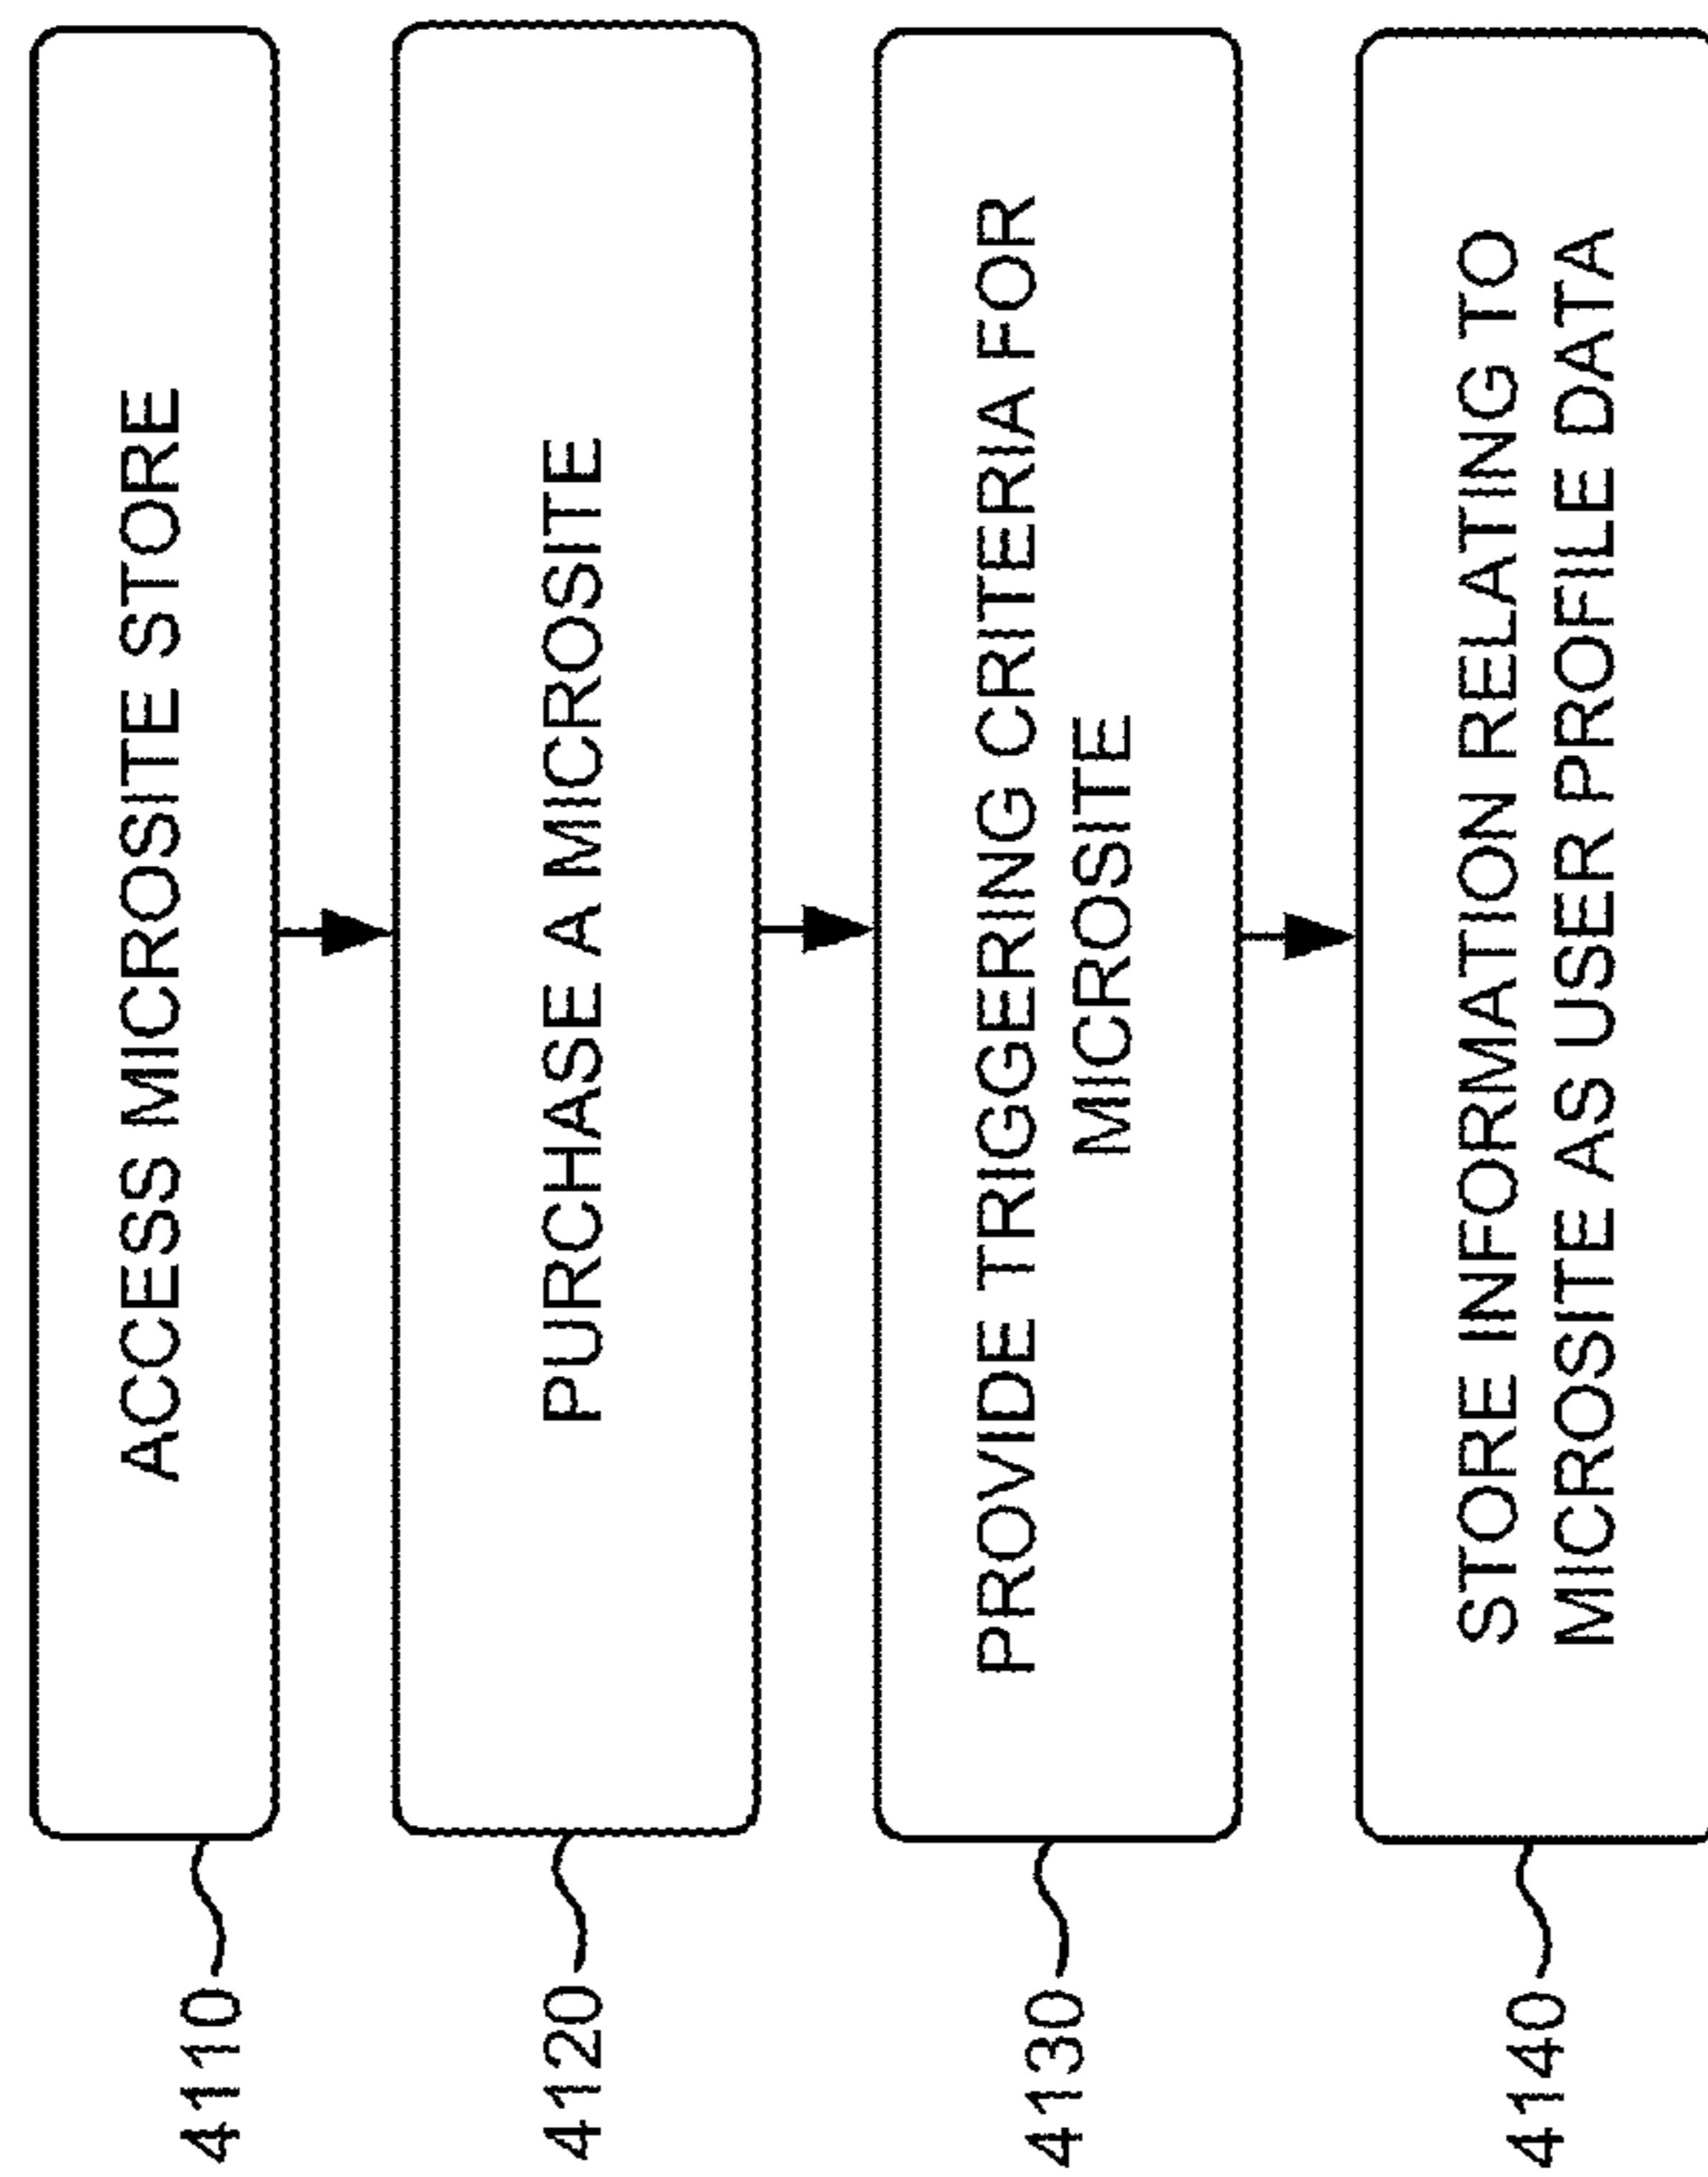 4110
ACCESS MICROSITE STORE
4120
PURCHASE A MICROSITE
4130
PROVIDE TRIGGERING CRITERIA FOR
MICROSITE
4140
STORE INFORMATION RELATING TO
MICROSITE AS USER PROFILE DATA